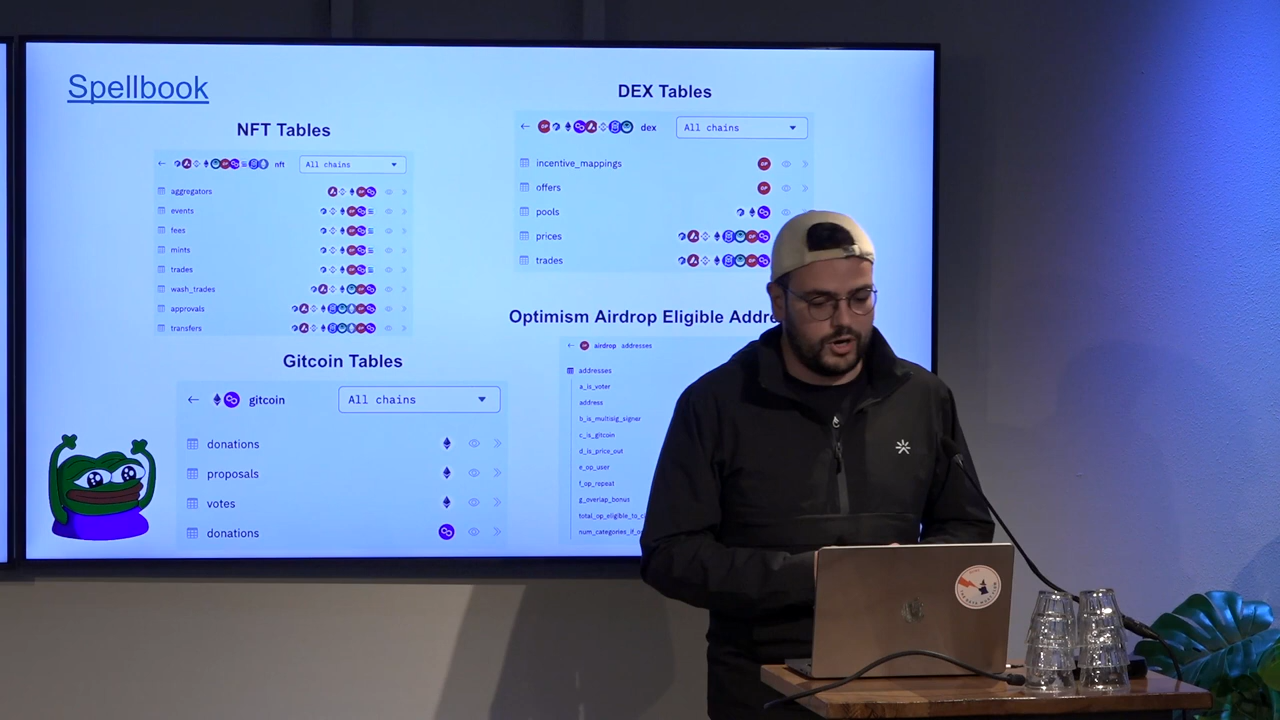 Spellbook
NFT Tables
nft
All chains
aggregators
events
fees
mints
trades
wash_trades
approvals
transfers
DEX Tables
dex
All chains
incentive_mappings
offers
pools
prices
trades
Gitcoin Tables
gitcoin
All chains
donations
proposals
votes
donations
Optimism Airdrop Eligible Addre
airdrop addresses
addresses
a_is_voter
address
b_is_multisig_signer
c_is_gitcoin
d_is_price_out
e_op_user
f_op_repeat
g_overlap_bonus
total_op_eligible_to_c
num_categories_if_o